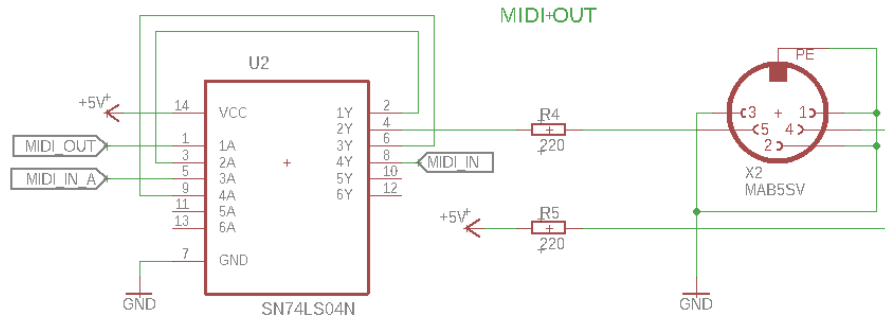 MIDI+OUT
U2
+5V
14 VCC 1Y 2
2Y 4
MIDI_OUT 1 1A 3Y 6
3 2A 4Y 8 MIDI_IN
MIDI_IN_A 5 3A 5Y 10
9 4A 6Y 12
11 5A
13 6A
7 GND
GND
SN74LS04N
R4
220
+5V
R5
220
PE
3 1
5 4
2
X2
MAB5SV
GND